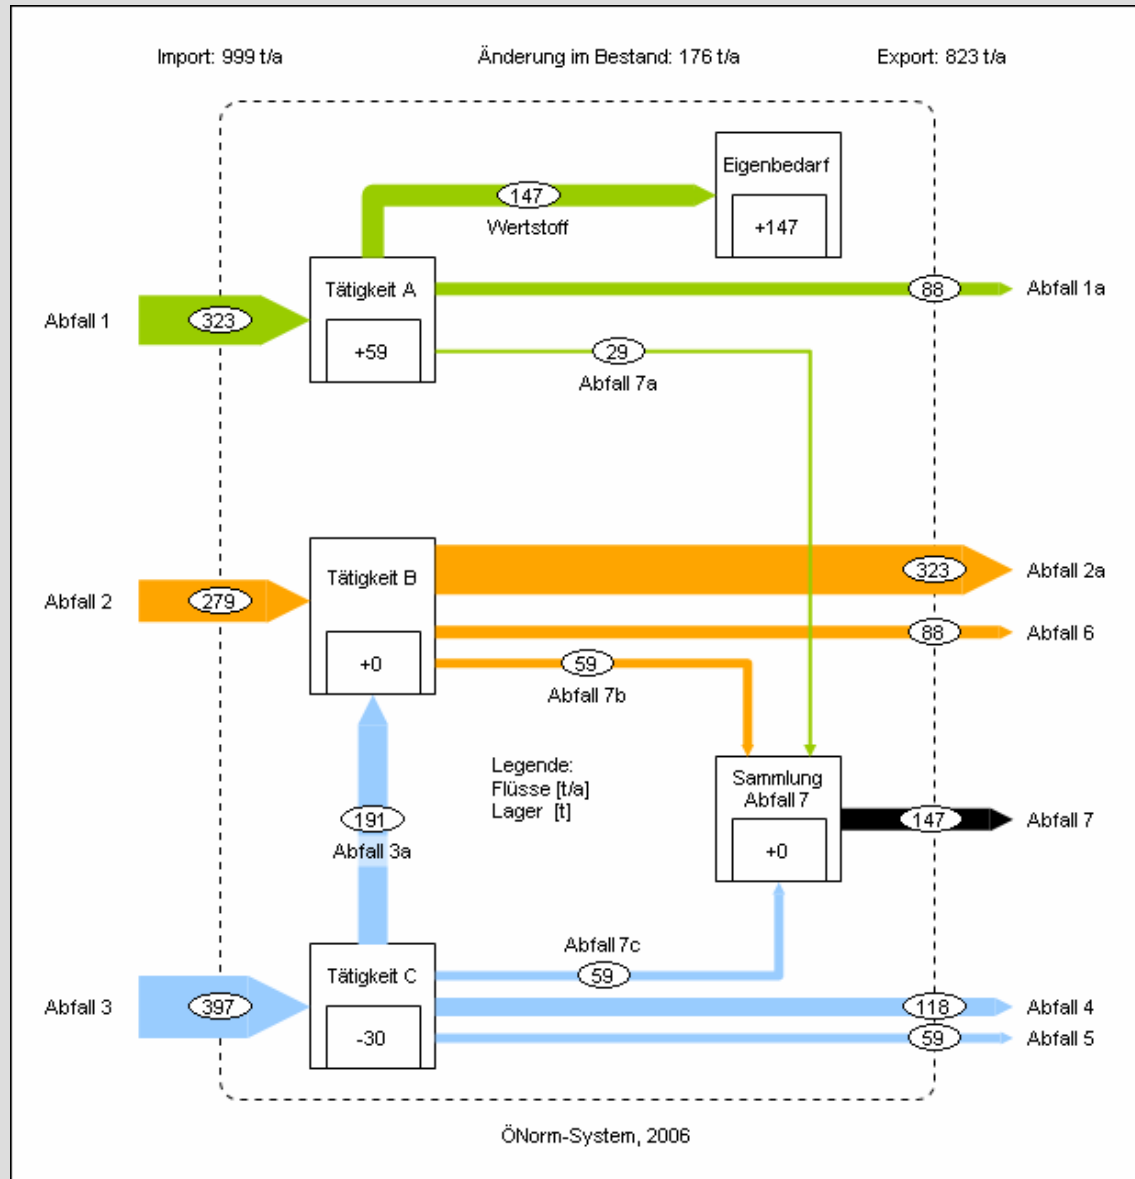 Import: 999 t/a
Änderung im Bestand: 176 t/a
Export: 823 t/a
Eigenbedarf
+147
147
Wertstoff
Abfall 1
323
Tätigkeit A
+59
88
Abfall 1a
29
Abfall 7a
Abfall 2
279
Tätigkeit B
+0
323
Abfall 2a
88
Abfall 6
59
Abfall 7b
Legende:
Flüsse [t/a]
Lager [t]
191
Abfall 3a
Sammlung
Abfall 7
+0
147
Abfall 7
Abfall 3
397
Tätigkeit C
-30
Abfall 7c
59
118
Abfall 4
59
Abfall 5
ÖNorm-System, 2006